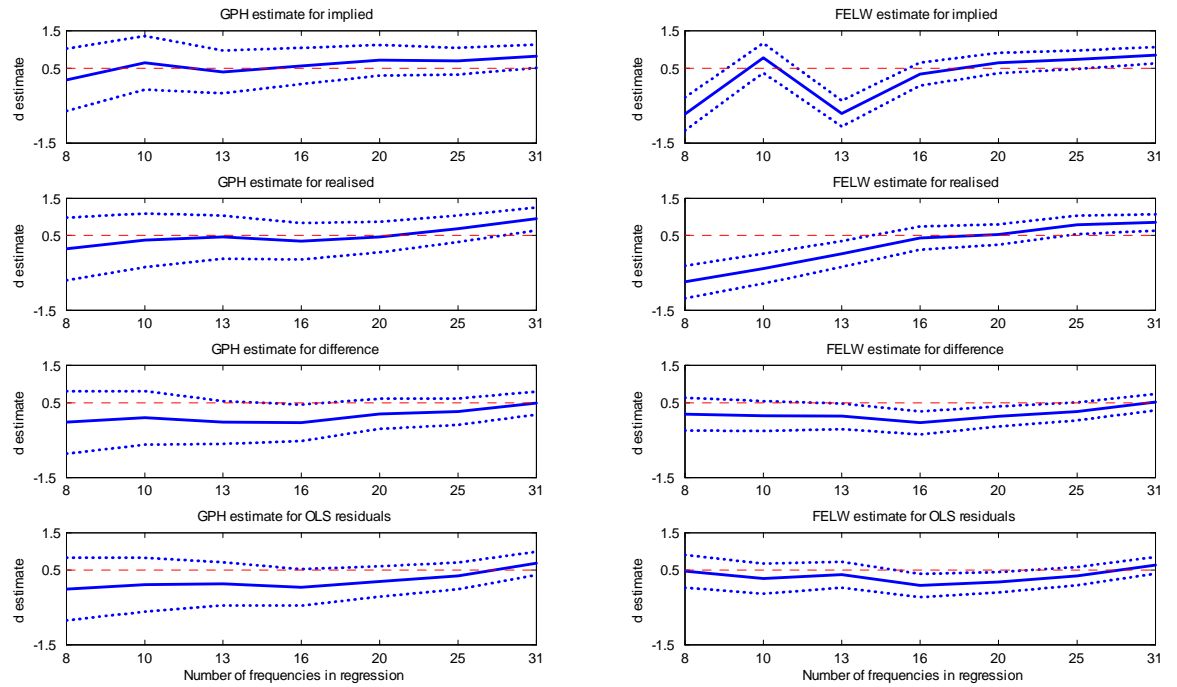 GPH estimate for implied
1.5
0.5
-1.5
d estimate
8 10 13 16 20 25 31
FELW estimate for implied
1.5
0.5
-1.5
d estimate
8 10 13 16 20 25 31
GPH estimate for realised
1.5
0.5
-1.5
d estimate
8 10 13 16 20 25 31
FELW estimate for realised
1.5
0.5
-1.5
d estimate
8 10 13 16 20 25 31
GPH estimate for difference
1.5
0.5
-1.5
d estimate
8 10 13 16 20 25 31
FELW estimate for difference
1.5
0.5
-1.5
d estimate
8 10 13 16 20 25 31
GPH estimate for OLS residuals
1.5
0.5
-1.5
d estimate
8 10 13 16 20 25 31
Number of frequencies in regression
FELW estimate for OLS residuals
1.5
0.5
-1.5
d estimate
8 10 13 16 20 25 31
Number of frequencies in regression